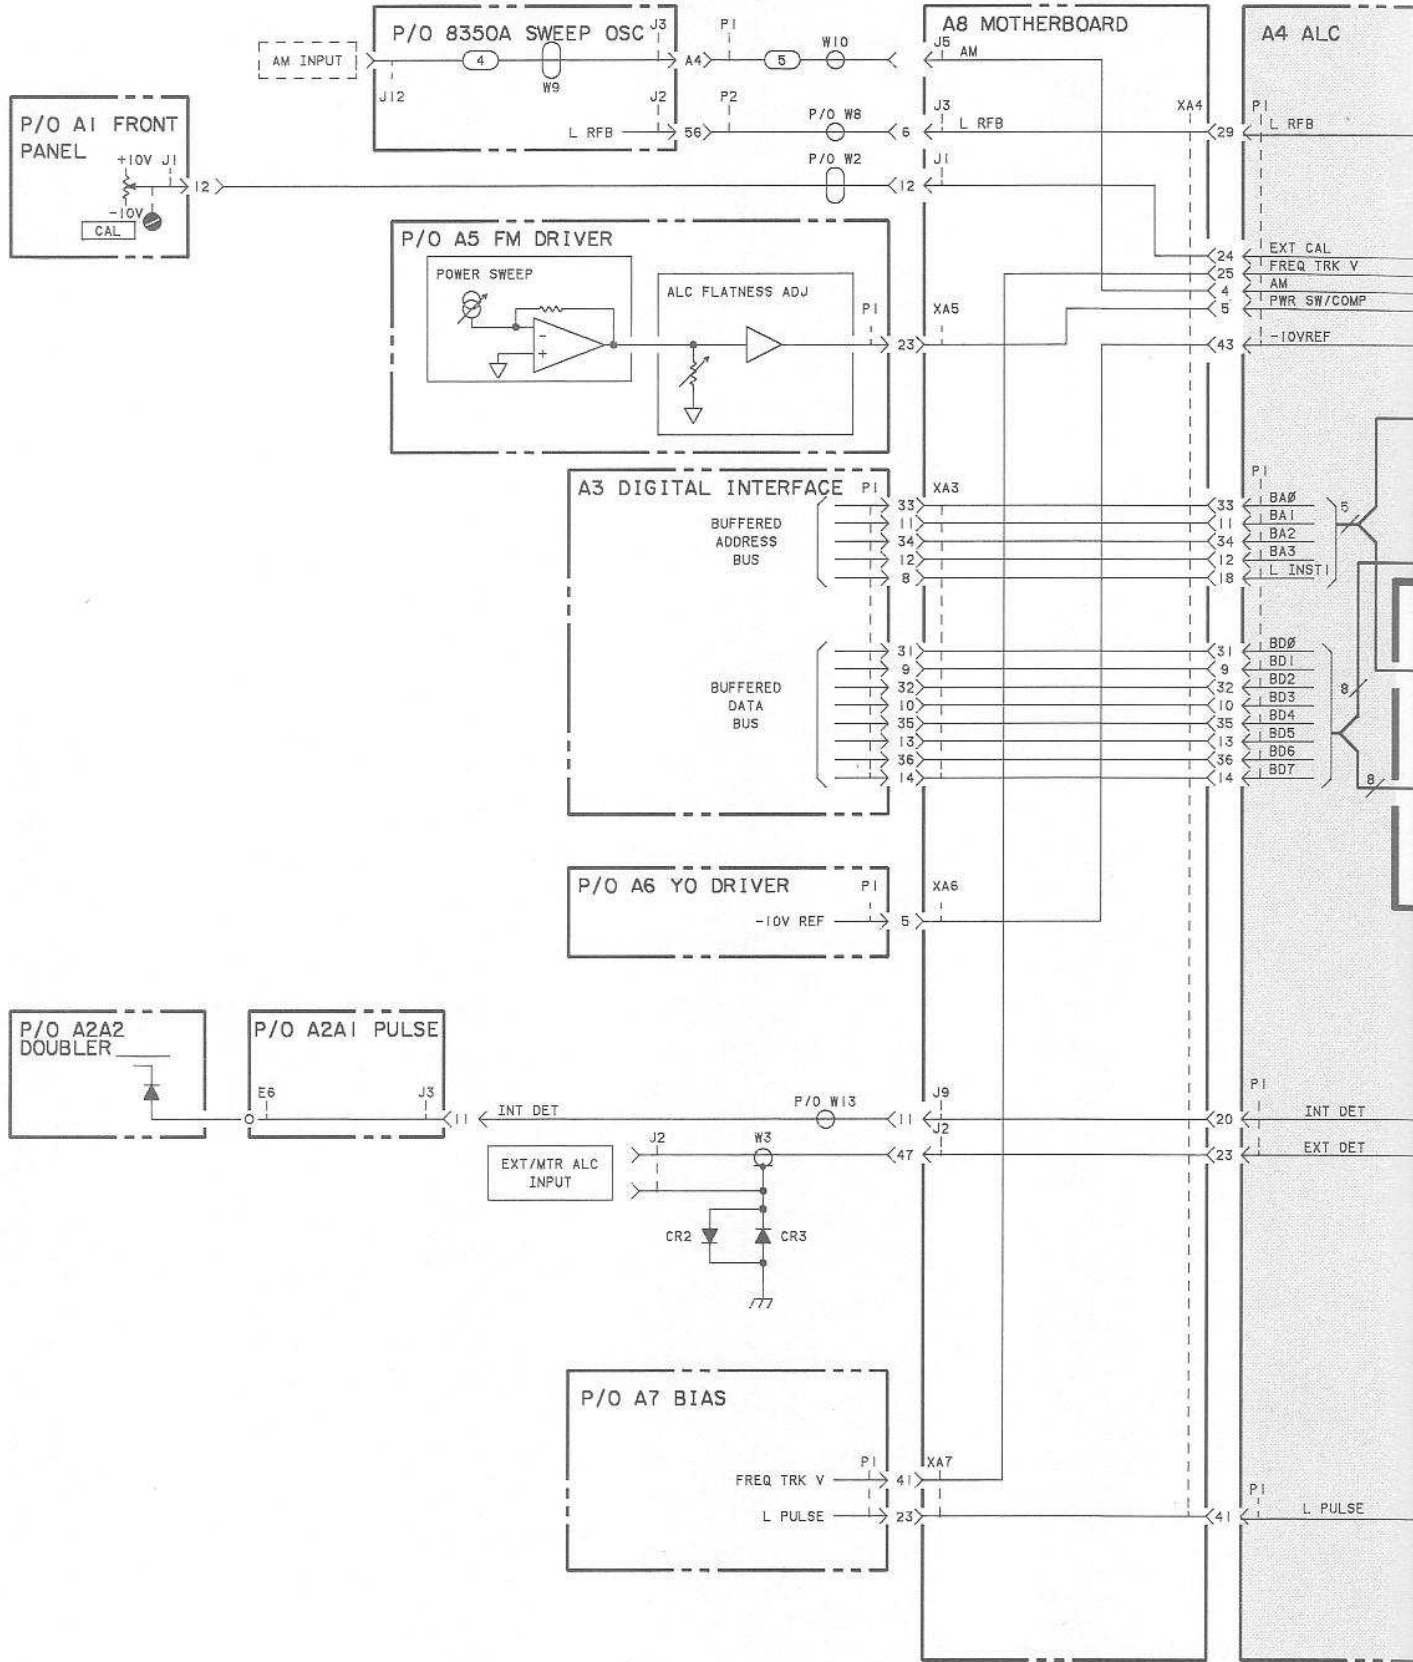 P/O 8350A SWEEP OSC
J3
P1
A8 MOTHERBOARD
A4 ALC
AM INPUT
4
W9
J12
A4
5
W10
J5
AM
J2
P2
P/O W8
J3
XA4
P1
L RFB
56
6
L RFB
29
L RFB
P/O A1 FRONT
PANEL
+10V
J1
12
-10V
CAL
P/O W2
J1
12
P/O A5 FM DRIVER
POWER SWEEP
-
+
ALC FLATNESS ADJ
P1
XA5
23
24
EXT CAL
25
FREQ TRK V
4
AM
5
PWR SW/COMP
43
-10VREF
A3 DIGITAL INTERFACE
P1
XA3
P1
BUFFERED
ADDRESS
BUS
33
33
BAØ
11
11
BA1
34
34
BA2
12
12
BA3
8
18
L INST1
5
BUFFERED
DATA
BUS
31
31
BDØ
9
9
BD1
32
32
BD2
10
10
BD3
35
35
BD4
13
13
BD5
36
36
BD6
14
14
BD7
8
8
P/O A6 YO DRIVER
P1
XA6
-10V REF
5
P/O A2A2
DOUBLER
P/O A2A1 PULSE
E6
J3
11
INT DET
P/O W13
11
J9
20
P1
INT DET
EXT/MTR ALC
INPUT
J2
W3
47
J2
23
EXT DET
CR2
CR3
P/O A7 BIAS
P1
XA7
FREQ TRK V
41
L PULSE
23
41
P1
L PULSE